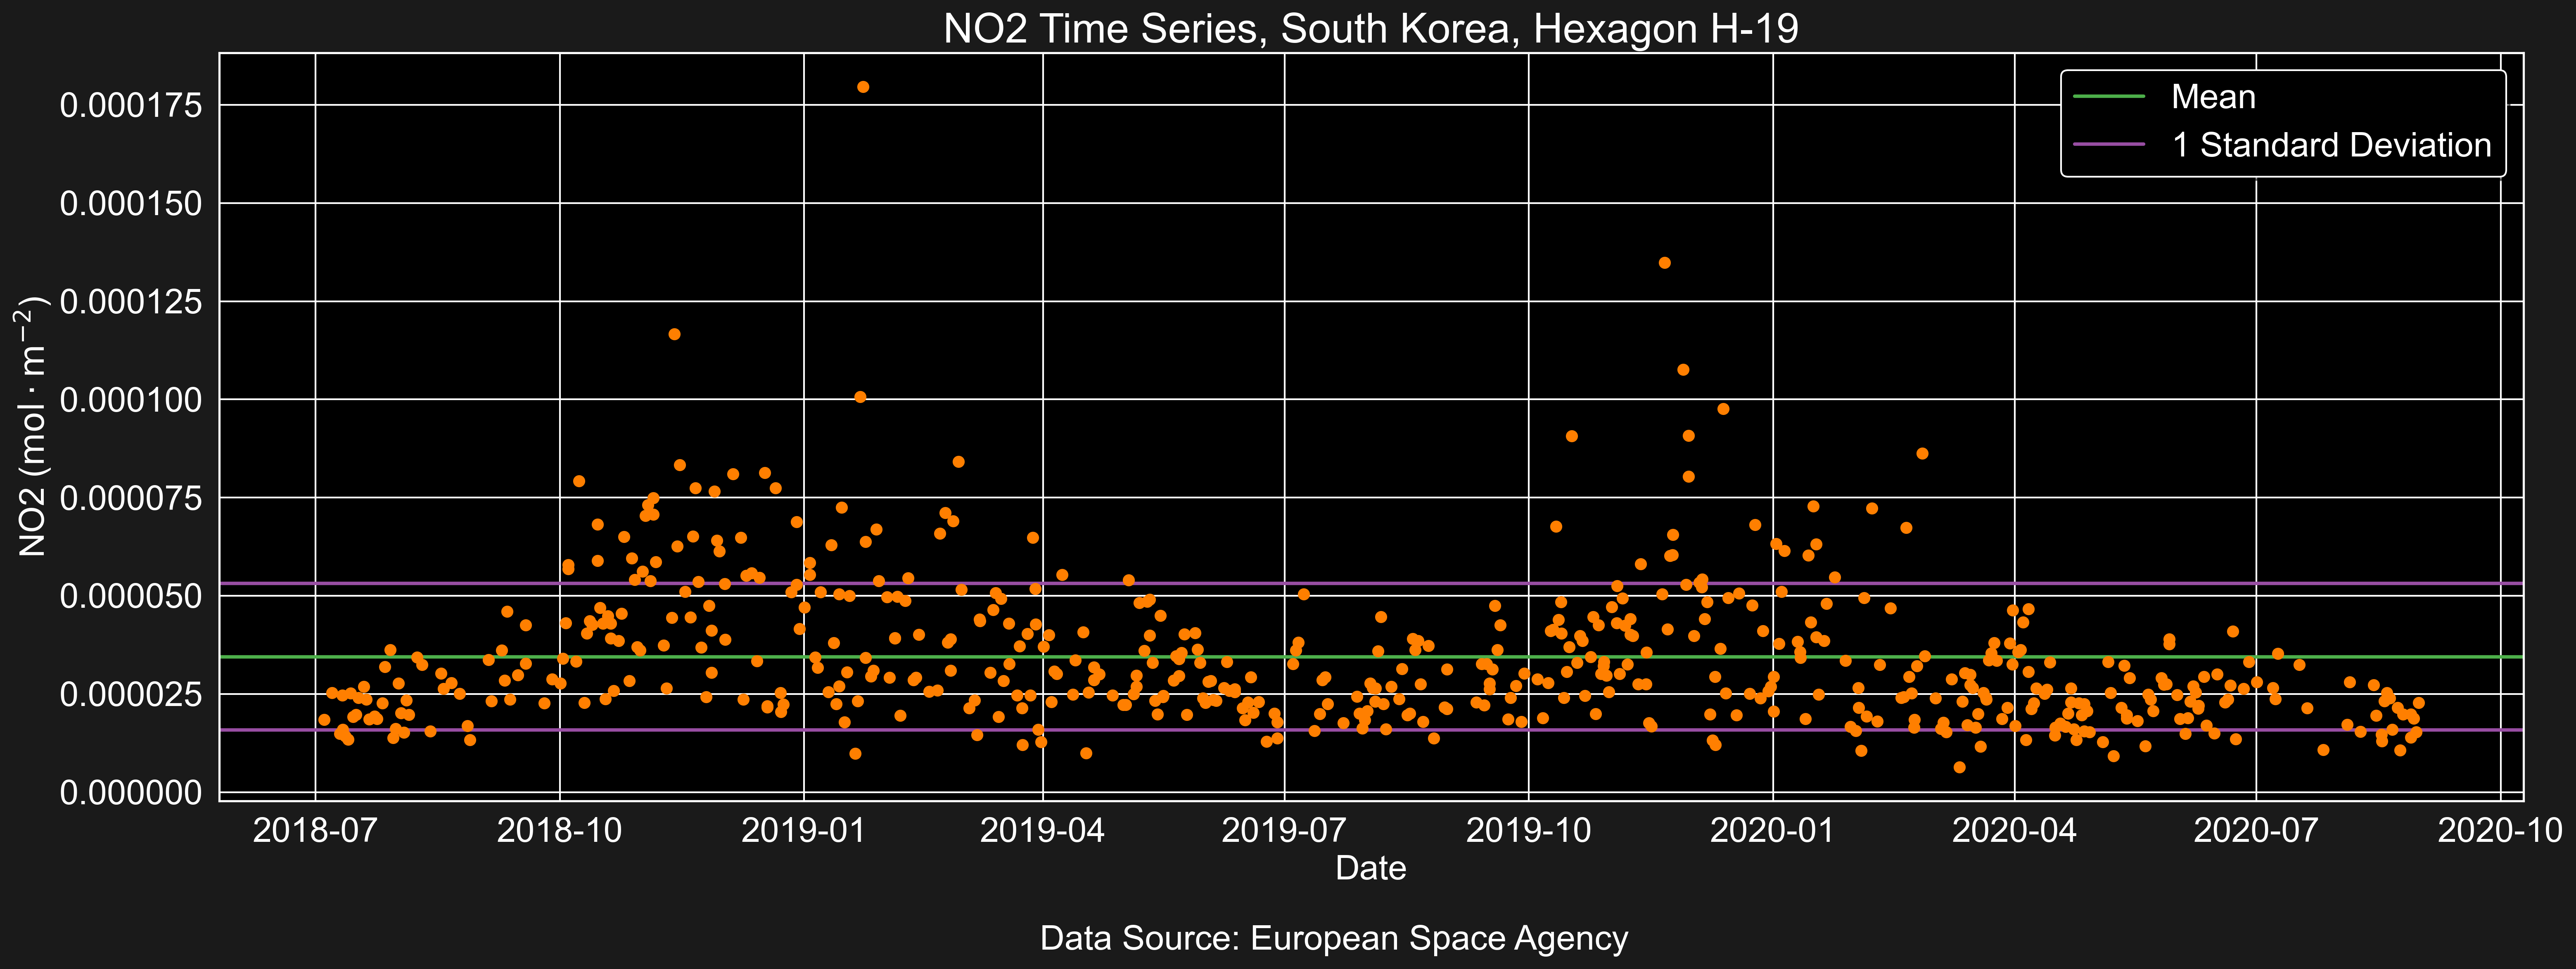 NO2 Time Series, South Korea, Hexagon H-19
Mean
1 Standard Deviation
NO2 (mol · m⁻²)
0.000175
0.000150
0.000125
0.000100
0.000075
0.000050
0.000025
0.000000
2018-07 2018-10 2019-01 2019-04 2019-07 2019-10 2020-01 2020-04 2020-07 2020-10
Date
Data Source: European Space Agency